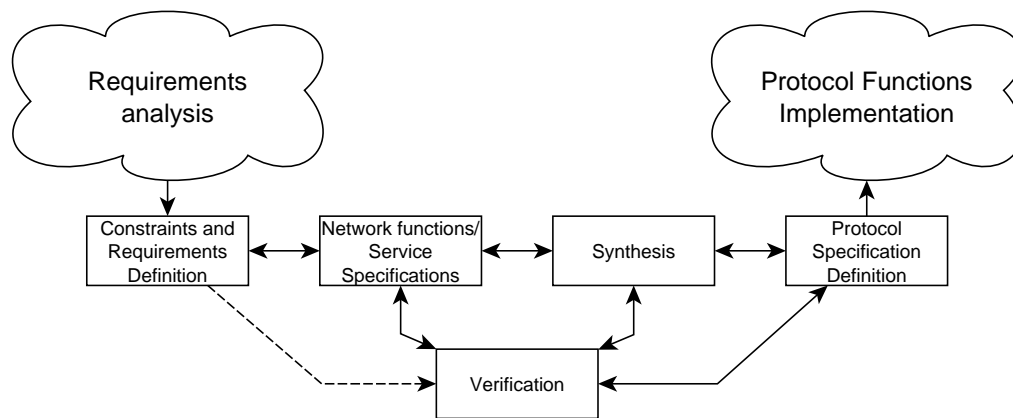 Requirements
analysis
Protocol Functions
Implementation
Constraints and
Requirements
Definition
Network functions/
Service
Specifications
Synthesis
Protocol
Specification
Definition
Verification